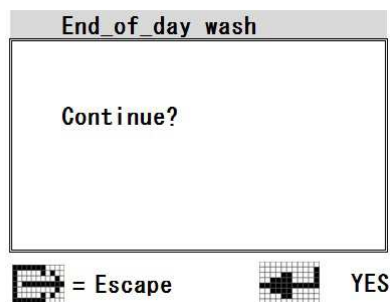 End_of_day wash
Continue?
= Escape YES